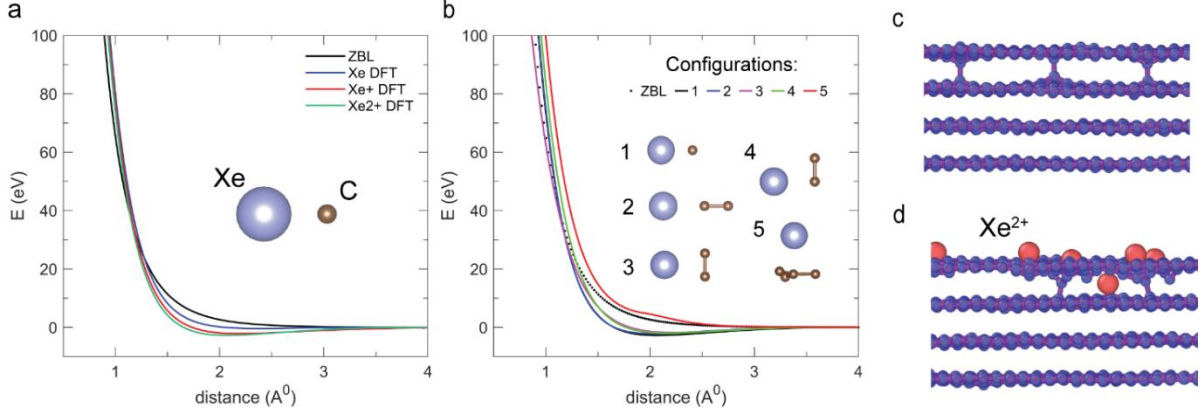 a
b
c
100
80
60
40
20
0
E (eV)
1
2
3
4
distance (A⁰)
ZBL
Xe DFT
Xe+ DFT
Xe2+ DFT
Xe
C
100
80
60
40
20
0
E (eV)
1
2
3
4
distance (A⁰)
Configurations:
ZBL 1 2 3 4 5
1
2
3
4
5
d
Xe²⁺